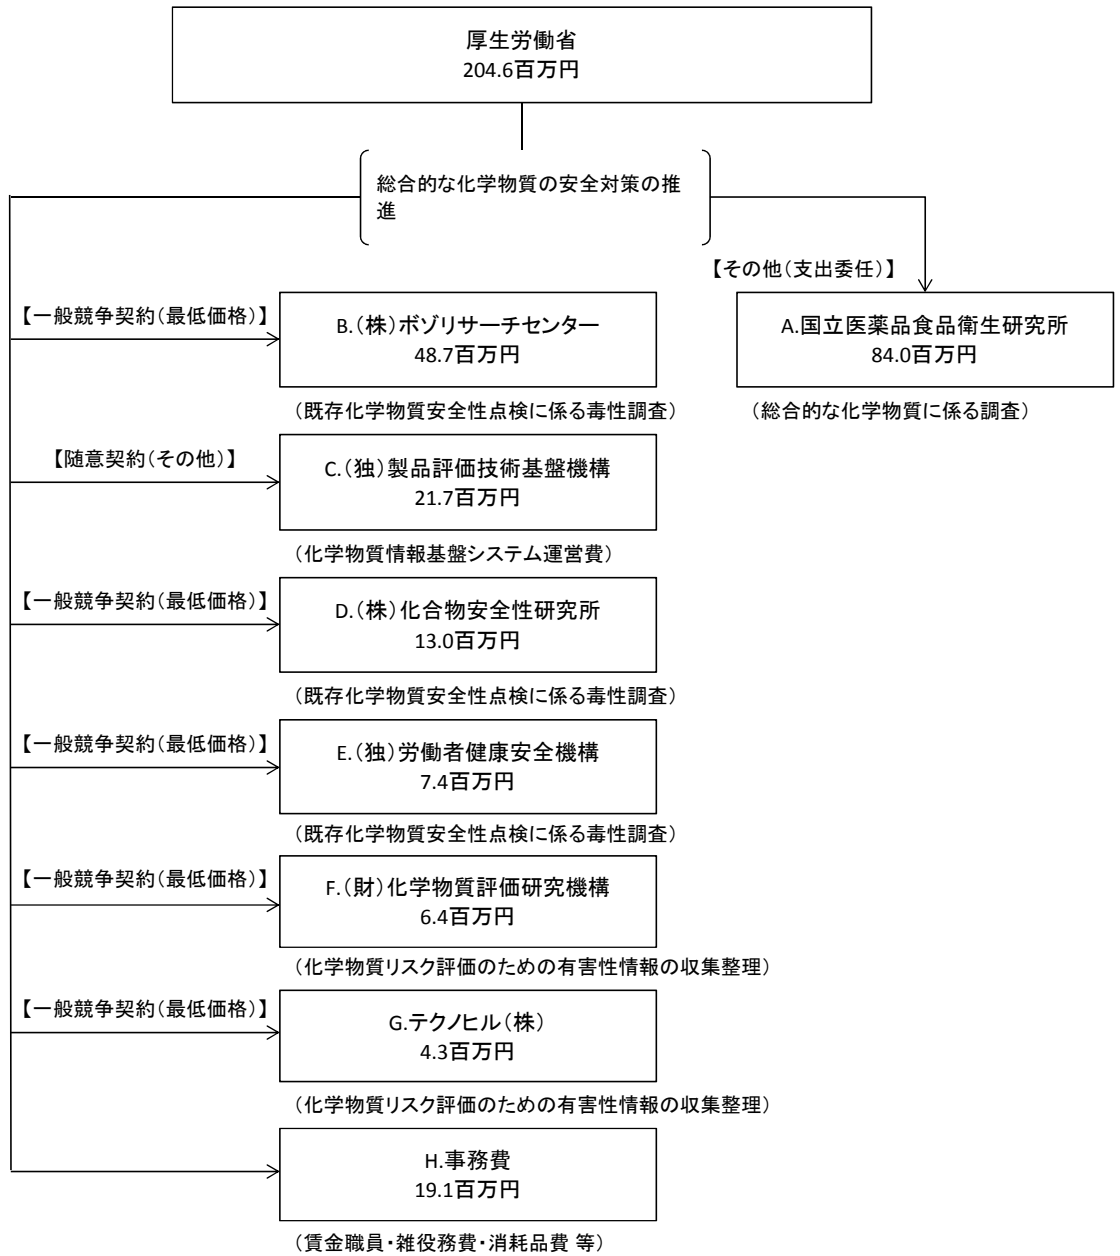 厚生労働省
204.6百万円
総合的な化学物質の安全対策の推
進
【その他（支出委任）】
A.国立医薬品食品衛生研究所
84.0百万円
（総合的な化学物質に係る調査）
【一般競争契約（最低価格）】
B.（株）ボゾリサーチセンター
48.7百万円
（既存化学物質安全性点検に係る毒性調査）
【随意契約（その他）】
C.（独）製品評価技術基盤機構
21.7百万円
（化学物質情報基盤システム運営費）
【一般競争契約（最低価格）】
D.（株）化合物安全性研究所
13.0百万円
（既存化学物質安全性点検に係る毒性調査）
【一般競争契約（最低価格）】
E.（独）労働者健康安全機構
7.4百万円
（既存化学物質安全性点検に係る毒性調査）
【一般競争契約（最低価格）】
F.（財）化学物質評価研究機構
6.4百万円
（化学物質リスク評価のための有害性情報の収集整理）
【一般競争契約（最低価格）】
G.テクノヒル（株）
4.3百万円
（化学物質リスク評価のための有害性情報の収集整理）
H.事務費
19.1百万円
（賃金職員・雑役務費・消耗品費 等）